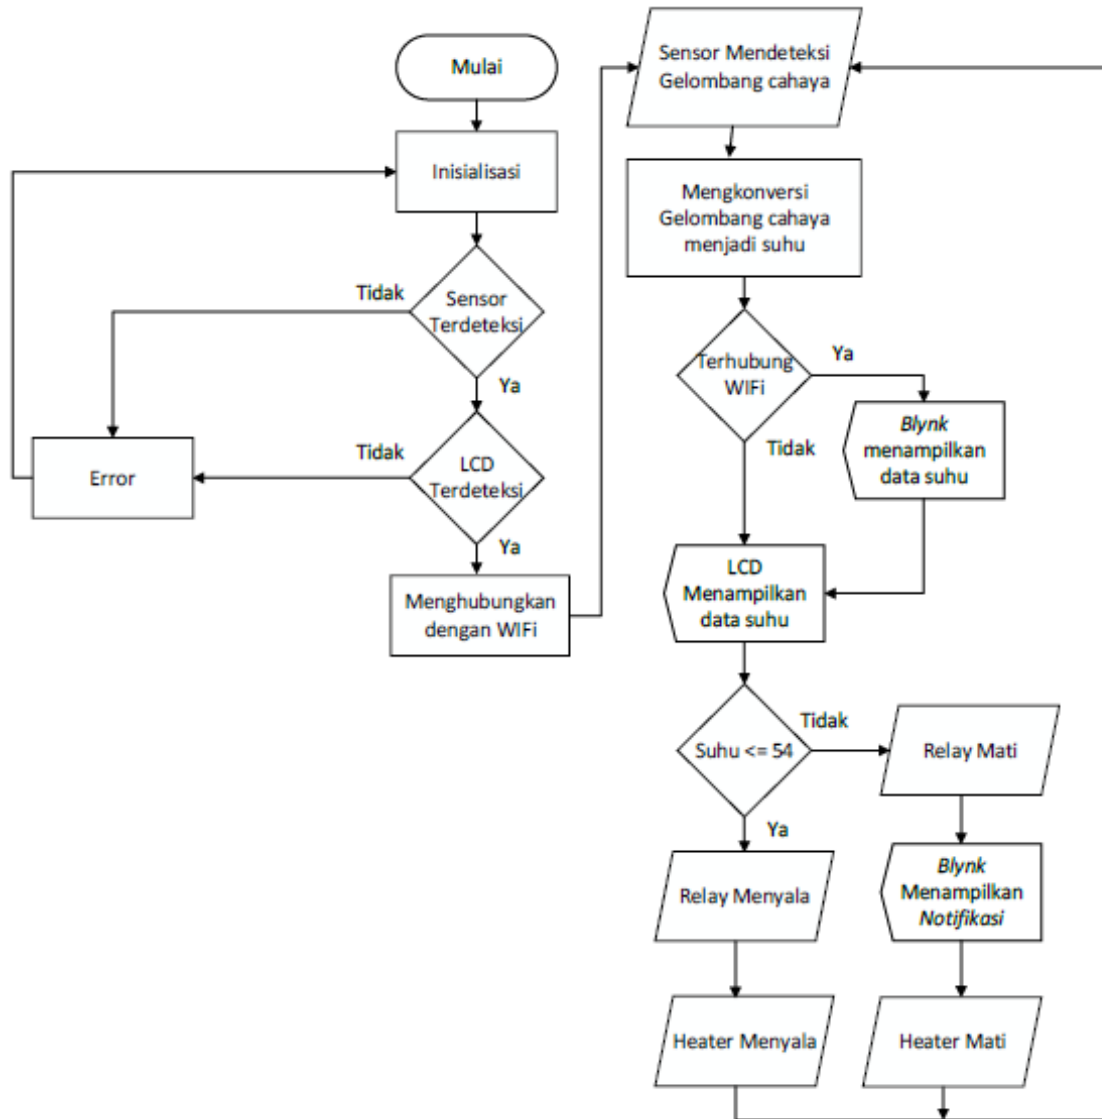 Mulai
Inisialisasi
Tidak
Sensor
Terdeteksi
Ya
Error
Tidak
LCD
Terdeteksi
Ya
Menghubungkan
dengan WIFi
Sensor Mendeteksi
Gelombang cahaya
Mengkonversi
Gelombang cahaya
menjadi suhu
Terhubung
WIFi
Ya
Blynk
menampilkan
data suhu
Tidak
LCD
Menampilkan
data suhu
Suhu <= 54
Tidak
Relay Mati
Ya
Relay Menyala
Blynk
Menampilkan
Notifikasi
Heater Menyala
Heater Mati